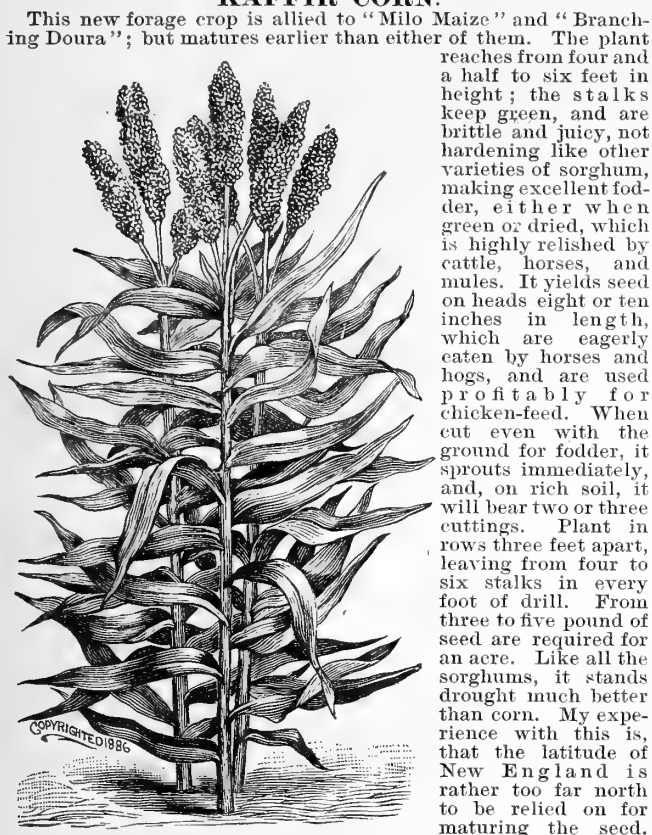 KAFFIR CORN.
This new forage crop is allied to "Milo Maize" and "Branch-
ing Doura"; but matures earlier than either of them. The plant
reaches from four and
a half to six feet in
height; the stalks
keep green, and are
brittle and juicy, not
hardening like other
varieties of sorghum,
making excellent fod-
der, either when
green or dried, which
is highly relished by
cattle, horses, and
mules. It yields seed
on heads eight or ten
inches in length,
which are eagerly
eaten by horses and
hogs, and are used
profitably for
chicken-feed. When
cut even with the
ground for fodder, it
sprouts immediately,
and, on rich soil, it
will bear two or three
cuttings. Plant in
rows three feet apart,
leaving from four to
six stalks in every
foot of drill. From
three to five pound of
seed are required for
an acre. Like all the
sorghums, it stands
drought much better
than corn. My expe-
rience with this is,
that the latitude of
New England is
rather too far north
to be relied on for
maturing the seed.
COPYRIGHTED 1886